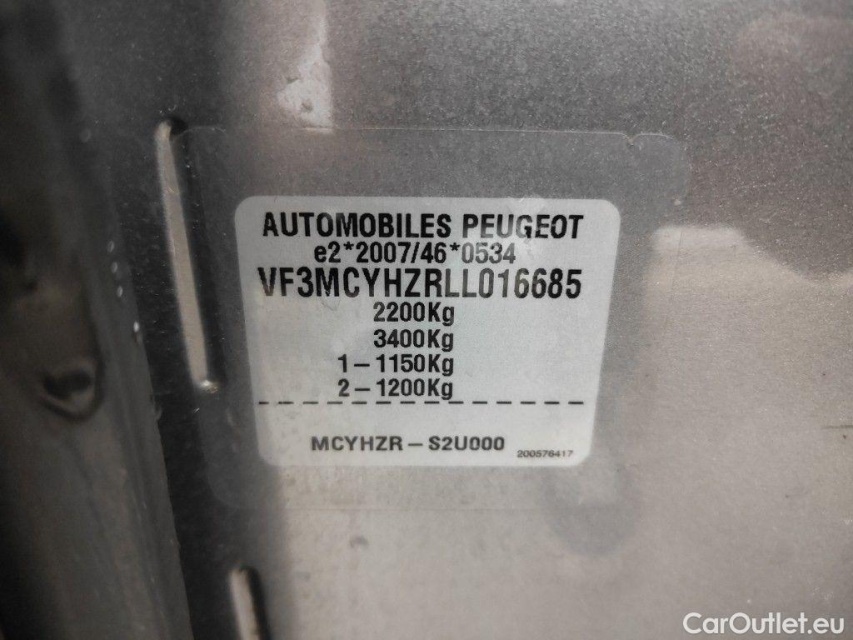 AUTOMOBILES PEUGEOT
e2*2007/46*0534
VF3MCYHZRLL016685
2200Kg
3400Kg
1–1150Kg
2–1200Kg
MCYHZR–S2U000
200576417
CarOutlet.eu